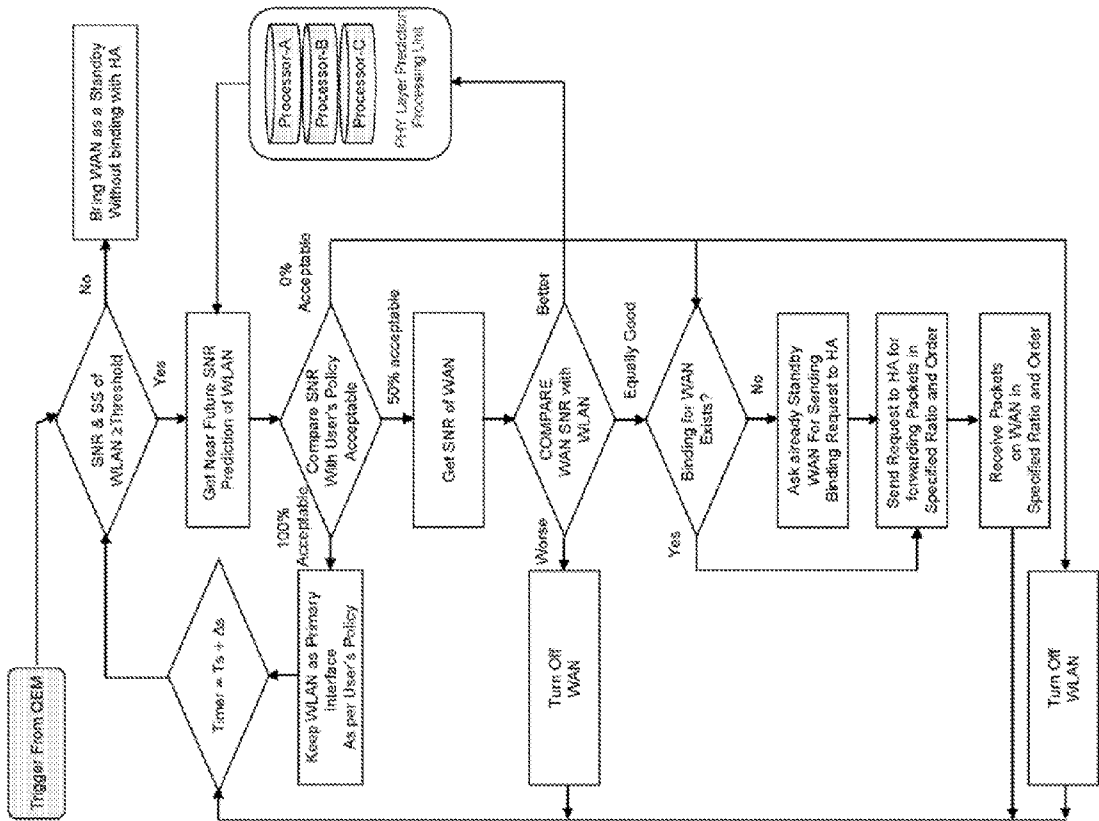 Trigger From OEM
SNR & SS of
WLAN ≥Threshold
No
Bring WAN as a Standby
Without binding with HA
Yes
Get Near Future SNR
Prediction of WLAN
Processor-A
Processor-B
Processor-C
PHY Layer Prediction
Processing Unit
Timer = Ts + Δs
Compare SNR
With User's Policy
Acceptable
100%
Acceptable
0%
Acceptable
50% acceptable
Keep WLAN as Primary
Interface
As per User's Policy
Get SNR of WAN
COMPARE
WAN SNR with
WLAN
Worse
Better
Equally Good
Turn Off
WAN
Binding for WAN
Exists?
Yes
No
Ask already Standby
WAN For Sending
Binding Request to HA
Send Request to HA for
forwarding Packets in
Specified Ratio and Order
Receive Packets
on WAN in
Specified Ratio and Order
Turn Off
WLAN